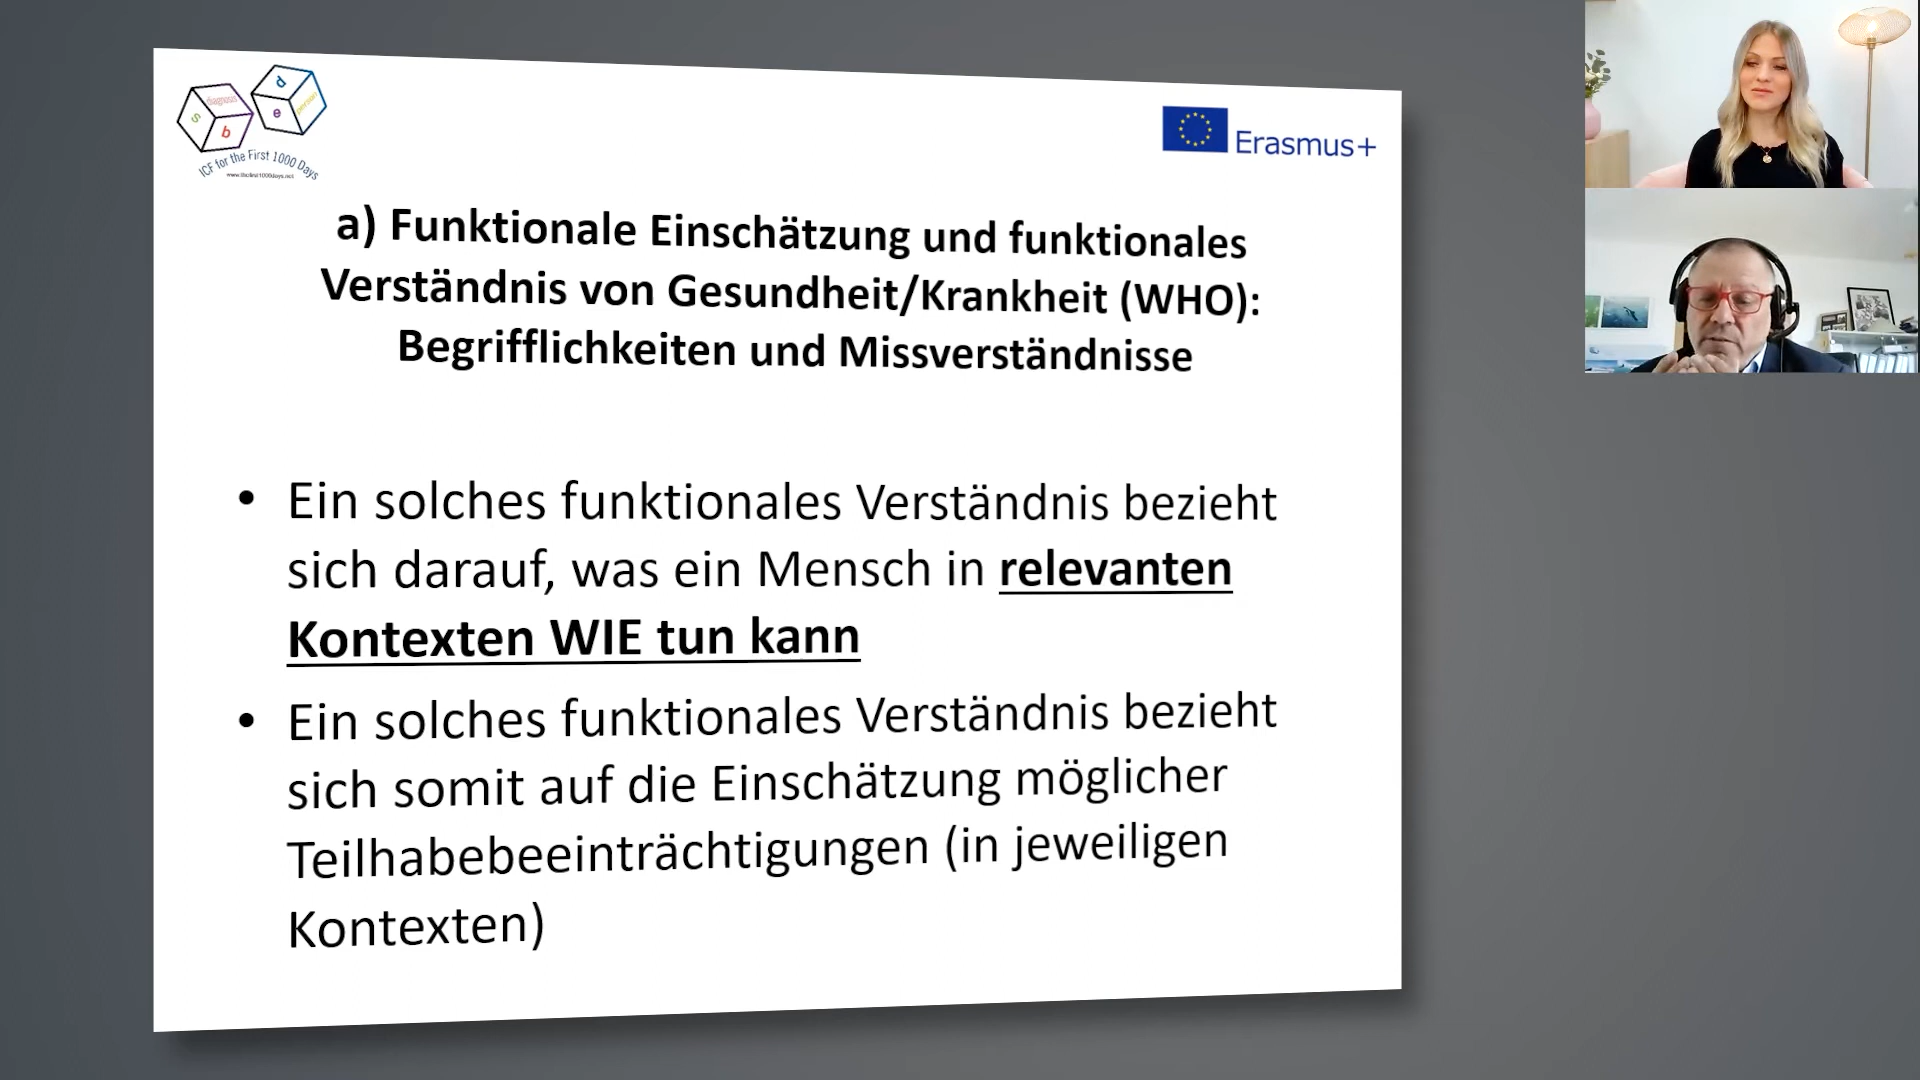 diagnosis
s
b
d
e
person
ICF for the First 1000 Days
Erasmus+
a) Funktionale Einschätzung und funktionales
Verständnis von Gesundheit/Krankheit (WHO):
Begrifflichkeiten und Missverständnisse
• Ein solches funktionales Verständnis bezieht
sich darauf, was ein Mensch in relevanten
Kontexten WIE tun kann
• Ein solches funktionales Verständnis bezieht
sich somit auf die Einschätzung möglicher
Teilhabebeeinträchtigungen (in jeweiligen
Kontexten)